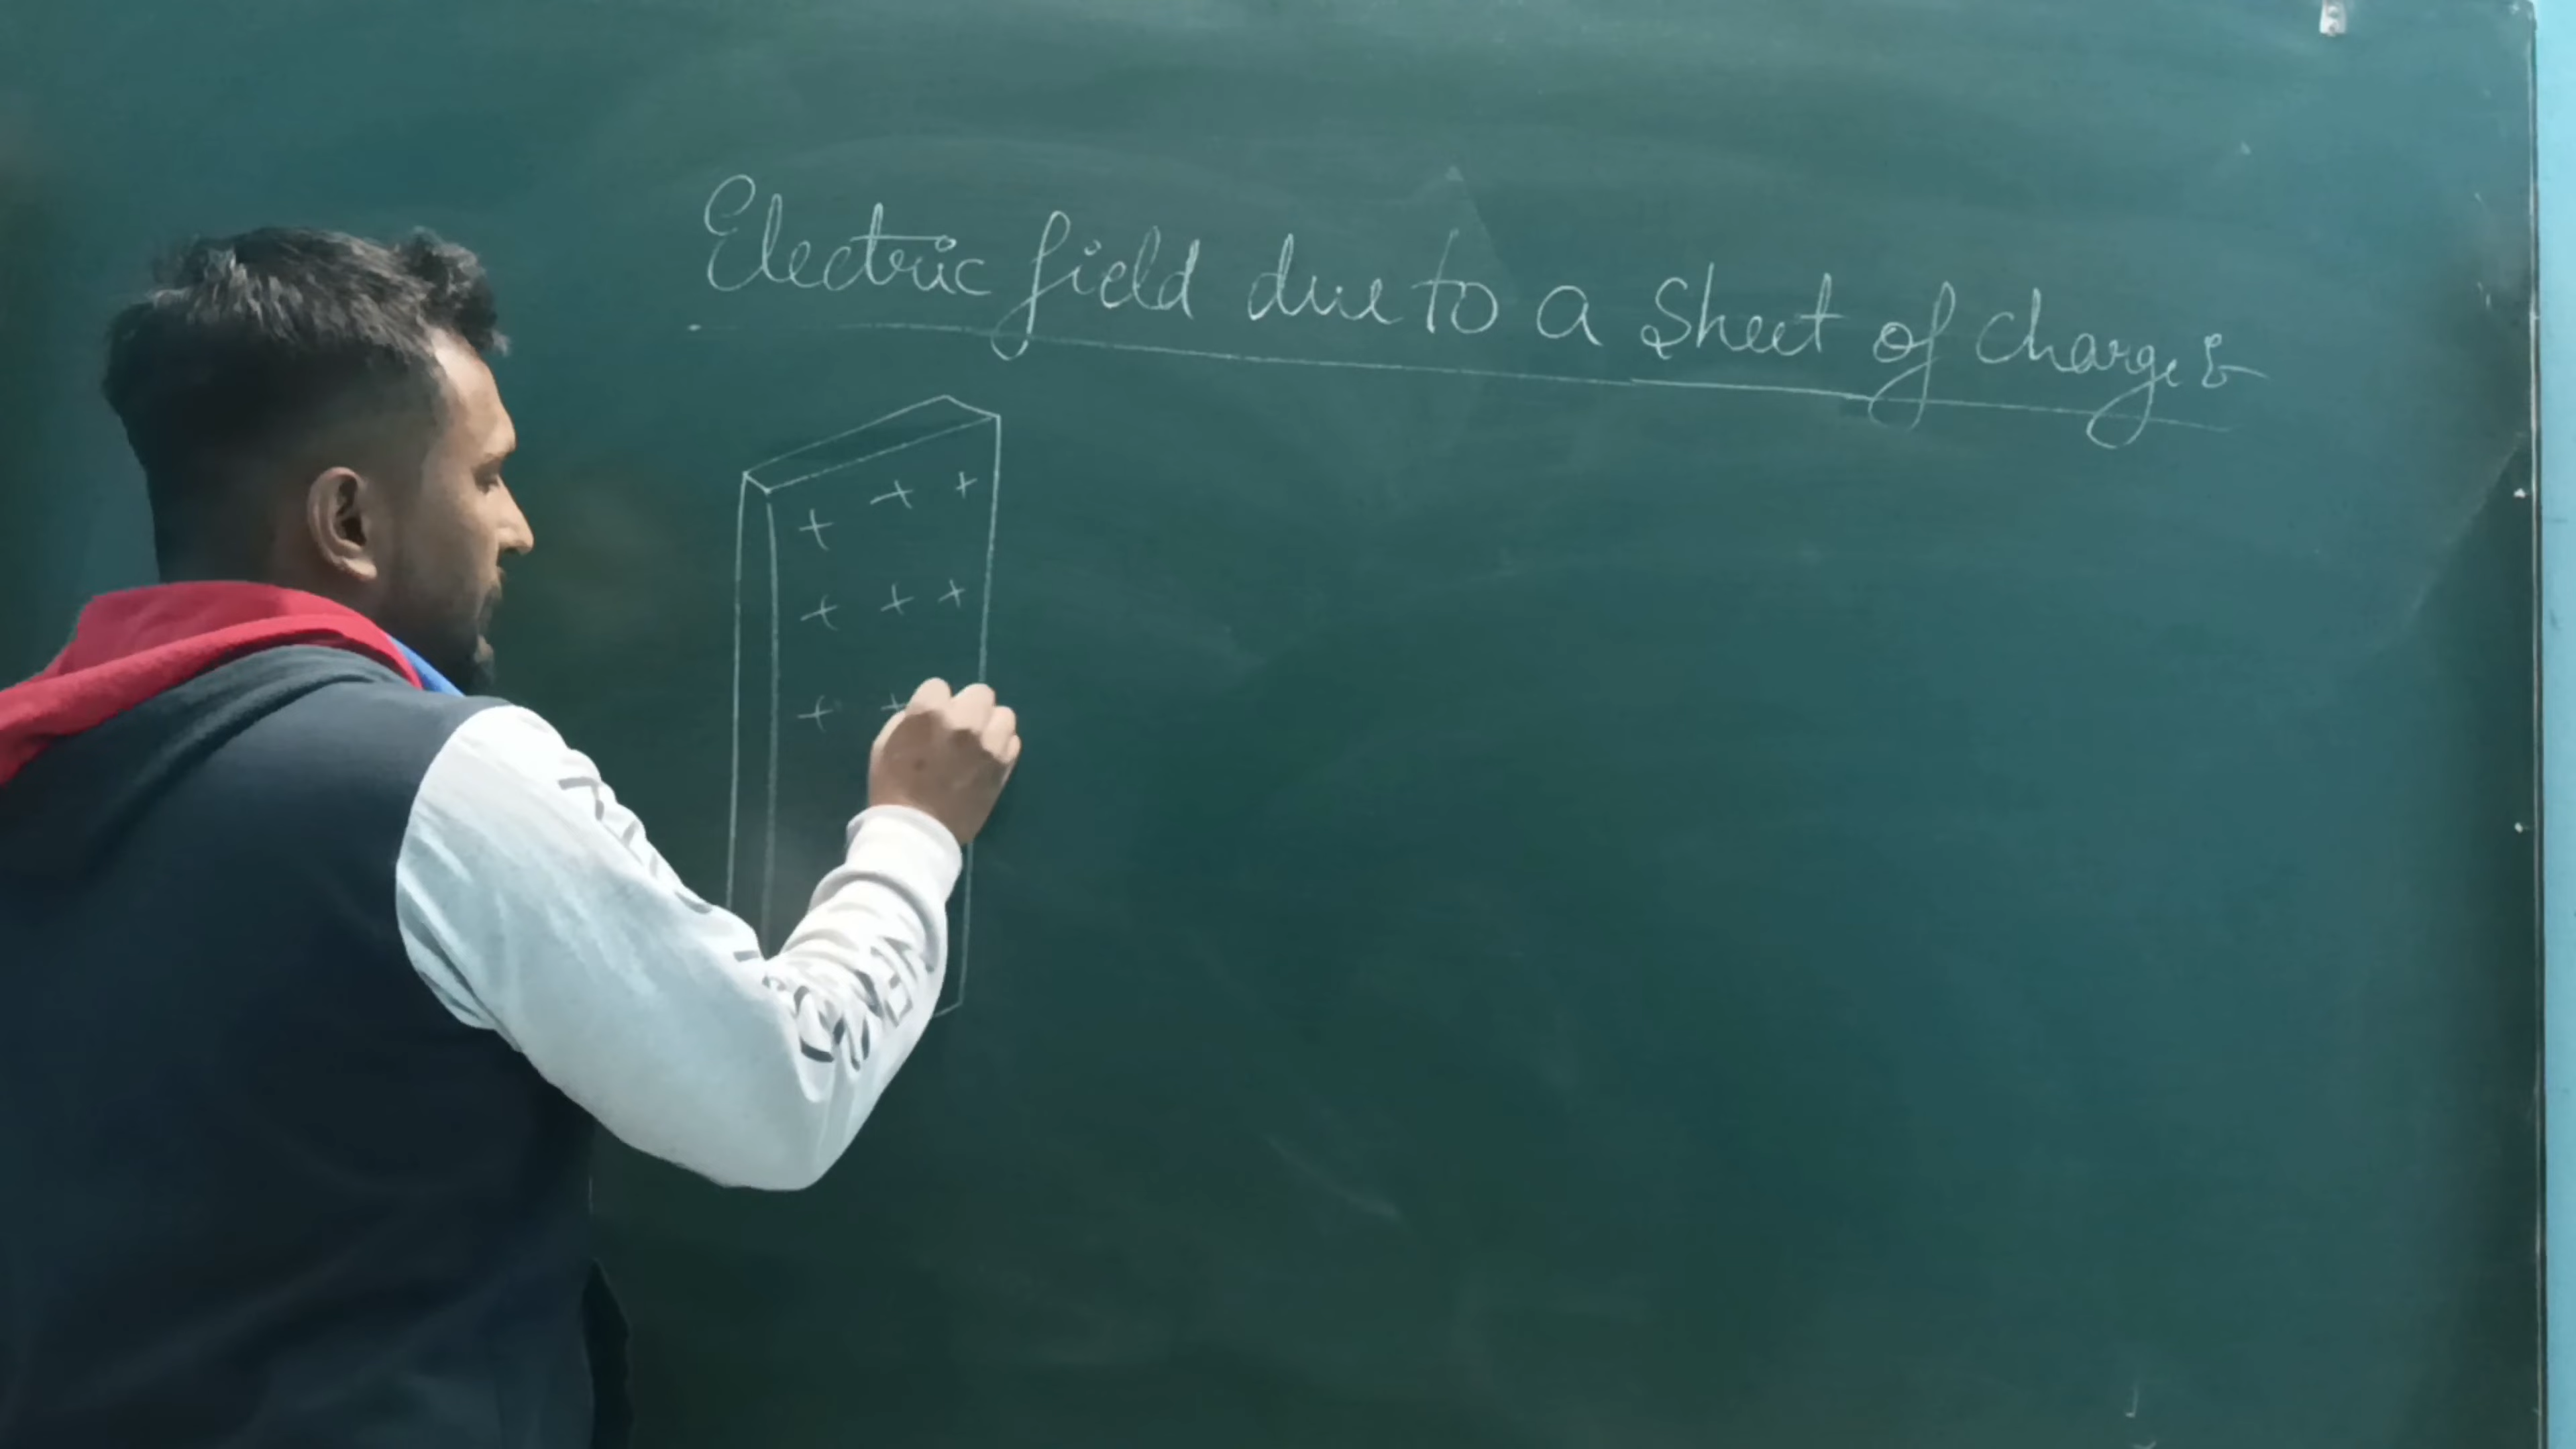 Electric field due to a Sheet of charge :-
+ + +
+ + +
+ +